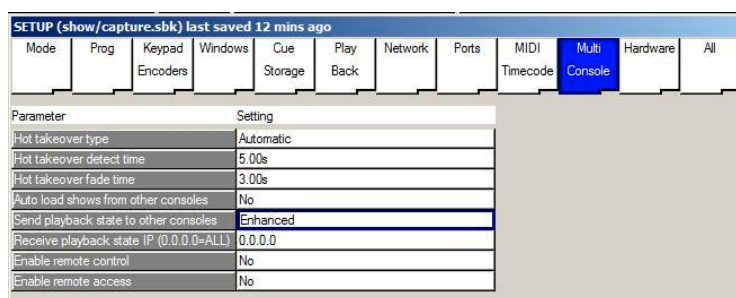 SETUP (show/capture.sbk) last saved 12 mins ago
Mode Prog Keypad Encoders Windows Cue Storage Play Back Network Ports MIDI Timecode Multi Console Hardware All
Parameter Setting
Hot takeover type Automatic
Hot takeover detect time 5.00s
Hot takeover fade time 3.00s
Auto load shows from other consoles No
Send playback state to other consoles Enhanced
Receive playback state IP (0.0.0.0=ALL) 0.0.0.0
Enable remote control No
Enable remote access No